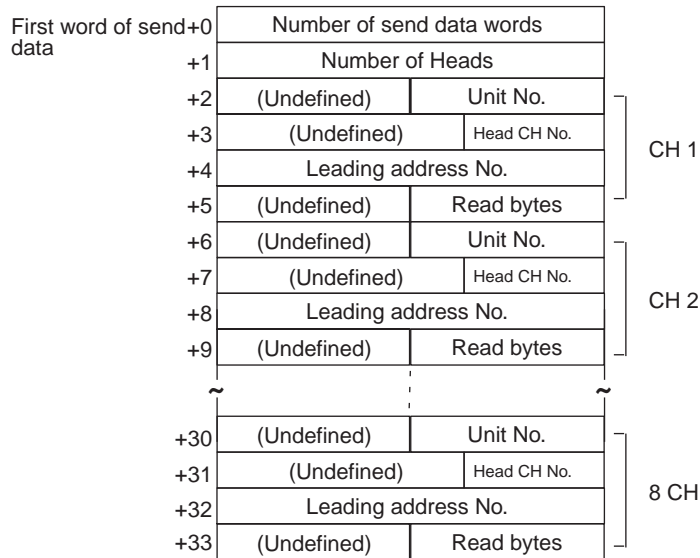 First word of send data
+0 Number of send data words
+1 Number of Heads
+2 (Undefined) Unit No.
+3 (Undefined) Head CH No.
+4 Leading address No.
+5 (Undefined) Read bytes
CH 1
+6 (Undefined) Unit No.
+7 (Undefined) Head CH No.
+8 Leading address No.
+9 (Undefined) Read bytes
CH 2
~ ~
+30 (Undefined) Unit No.
+31 (Undefined) Head CH No.
+32 Leading address No.
+33 (Undefined) Read bytes
8 CH